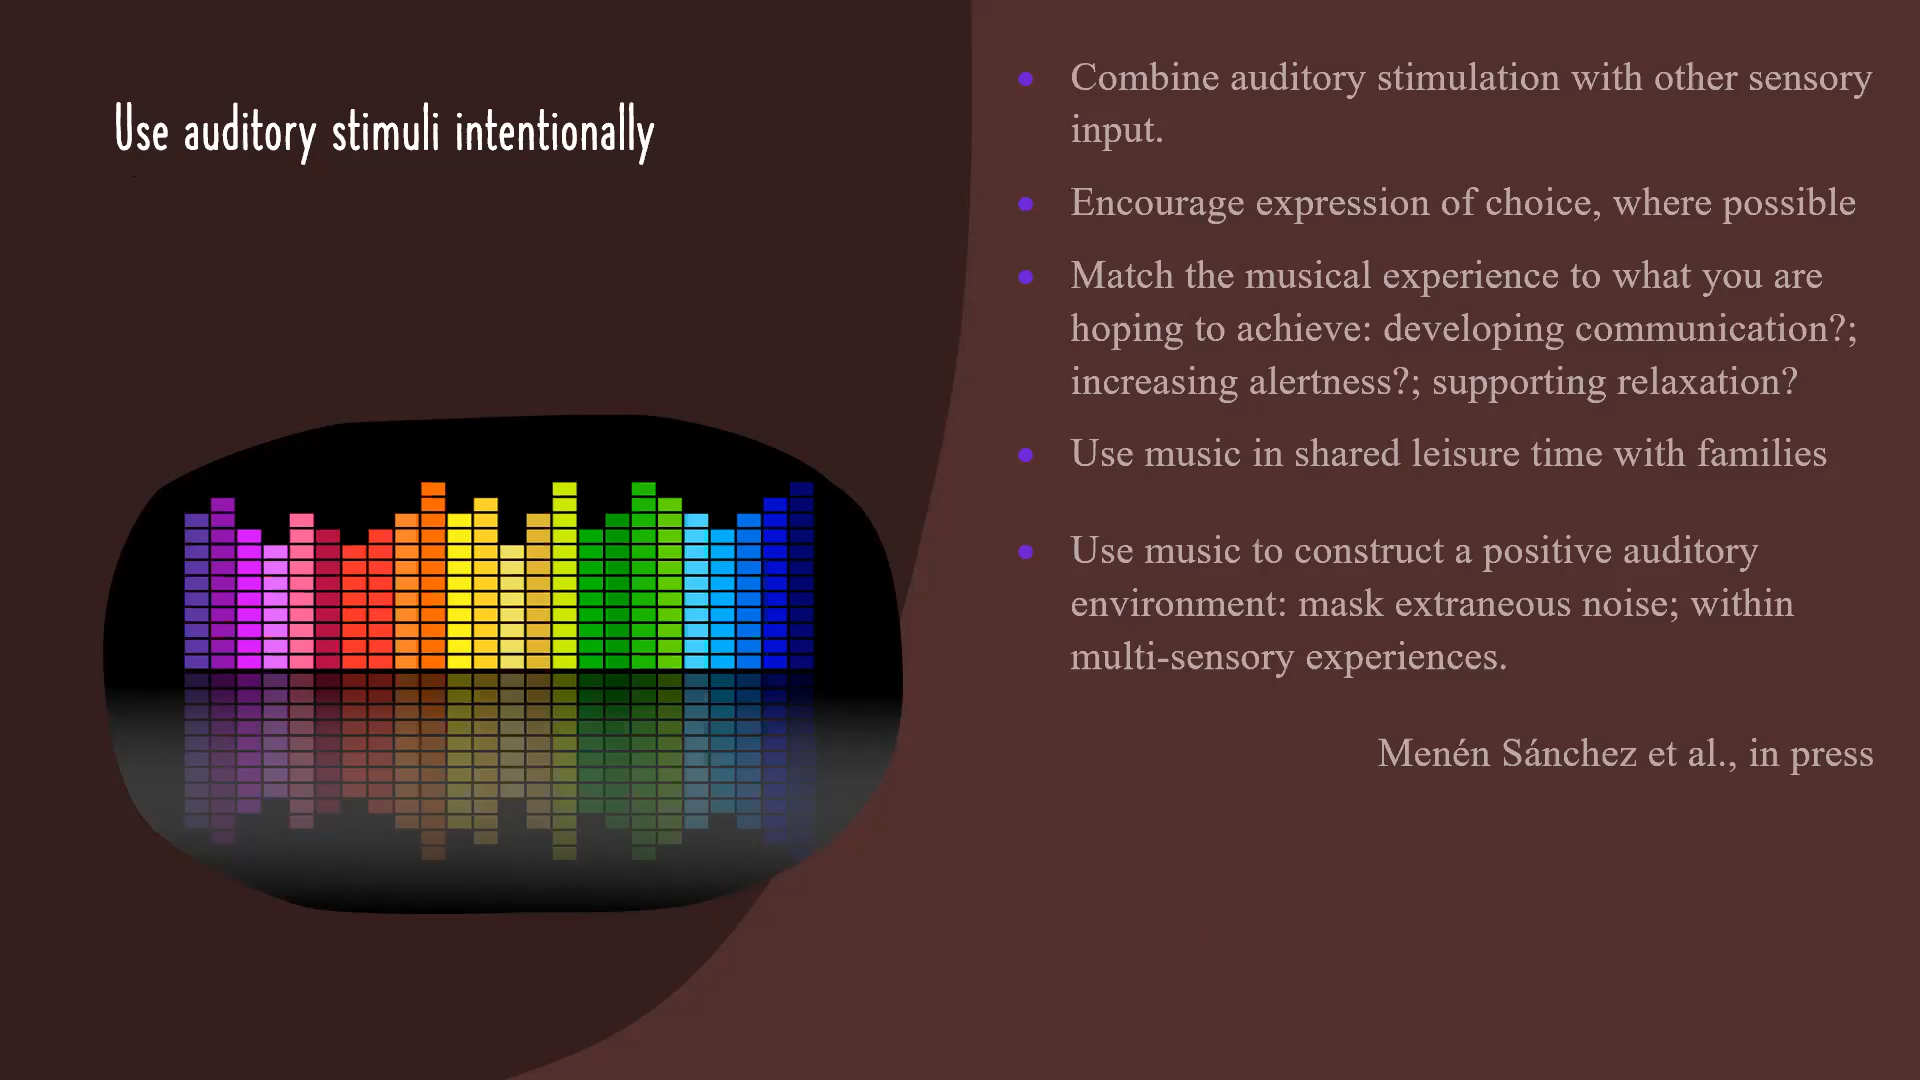 Use auditory stimuli intentionally
Combine auditory stimulation with other sensory
input.
Encourage expression of choice, where possible
Match the musical experience to what you are
hoping to achieve: developing communication?;
increasing alertness?; supporting relaxation?
Use music in shared leisure time with families
Use music to construct a positive auditory
environment: mask extraneous noise; within
multi-sensory experiences.
Menén Sánchez et al., in press